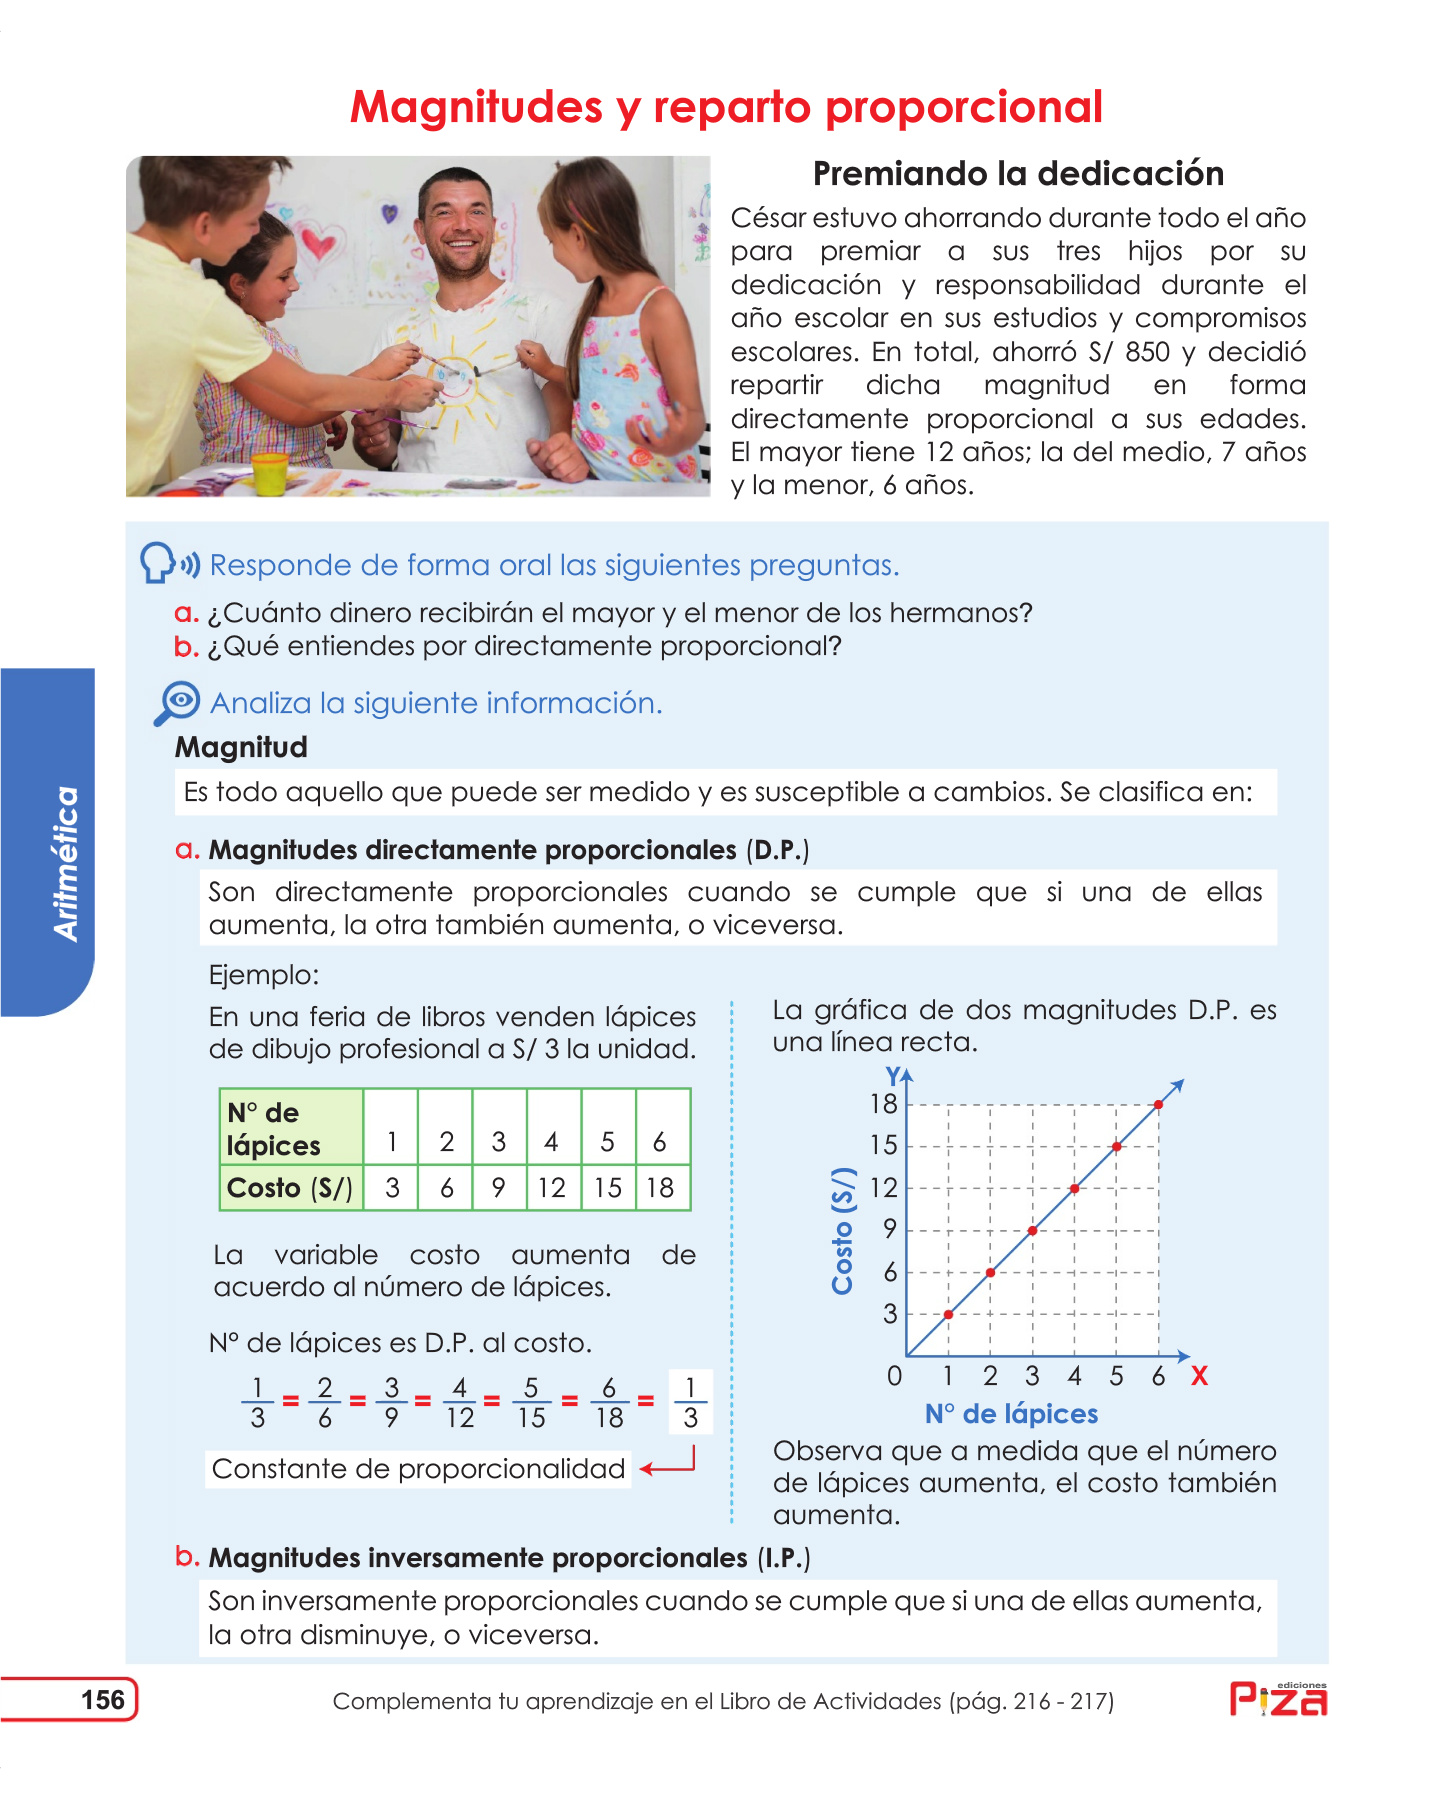 Magnitudes y reparto proporcional
Premiando la dedicación
César estuvo ahorrando durante todo el año
para premiar a sus tres hijos por su
dedicación y responsabilidad durante el
año escolar en sus estudios y compromisos
escolares. En total, ahorró S/ 850 y decidió
repartir dicha magnitud en forma
directamente proporcional a sus edades.
El mayor tiene 12 años; la del medio, 7 años
y la menor, 6 años.
Responde de forma oral las siguientes preguntas.
a. ¿Cuánto dinero recibirán el mayor y el menor de los hermanos?
b. ¿Qué entiendes por directamente proporcional?
Analiza la siguiente información.
Magnitud
Es todo aquello que puede ser medido y es susceptible a cambios. Se clasifica en:
Aritmética
a. Magnitudes directamente proporcionales (D.P.)
Son directamente proporcionales cuando se cumple que si una de ellas
aumenta, la otra también aumenta, o viceversa.
Ejemplo:
En una feria de libros venden lápices
de dibujo profesional a S/ 3 la unidad.
N° de
lápices 1 2 3 4 5 6
Costo (S/) 3 6 9 12 15 18
La variable costo aumenta de
acuerdo al número de lápices.
N° de lápices es D.P. al costo.
1/3 = 2/6 = 3/9 = 4/12 = 5/15 = 6/18 = 1/3
Constante de proporcionalidad
La gráfica de dos magnitudes D.P. es
una línea recta.
Y
18
15
12
9
6
3
Costo (S/)
0 1 2 3 4 5 6 X
N° de lápices
Observa que a medida que el número
de lápices aumenta, el costo también
aumenta.
b. Magnitudes inversamente proporcionales (I.P.)
Son inversamente proporcionales cuando se cumple que si una de ellas aumenta,
la otra disminuye, o viceversa.
156
Complementa tu aprendizaje en el Libro de Actividades (pág. 216 - 217)
ediciones
Piza